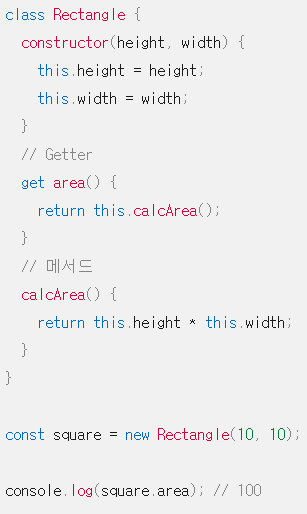 class Rectangle {
  constructor(height, width) {
    this.height = height;
    this.width = width;
  }
  // Getter
  get area() {
    return this.calcArea();
  }
  // 메서드
  calcArea() {
    return this.height * this.width;
  }
}

const square = new Rectangle(10, 10);

console.log(square.area); // 100